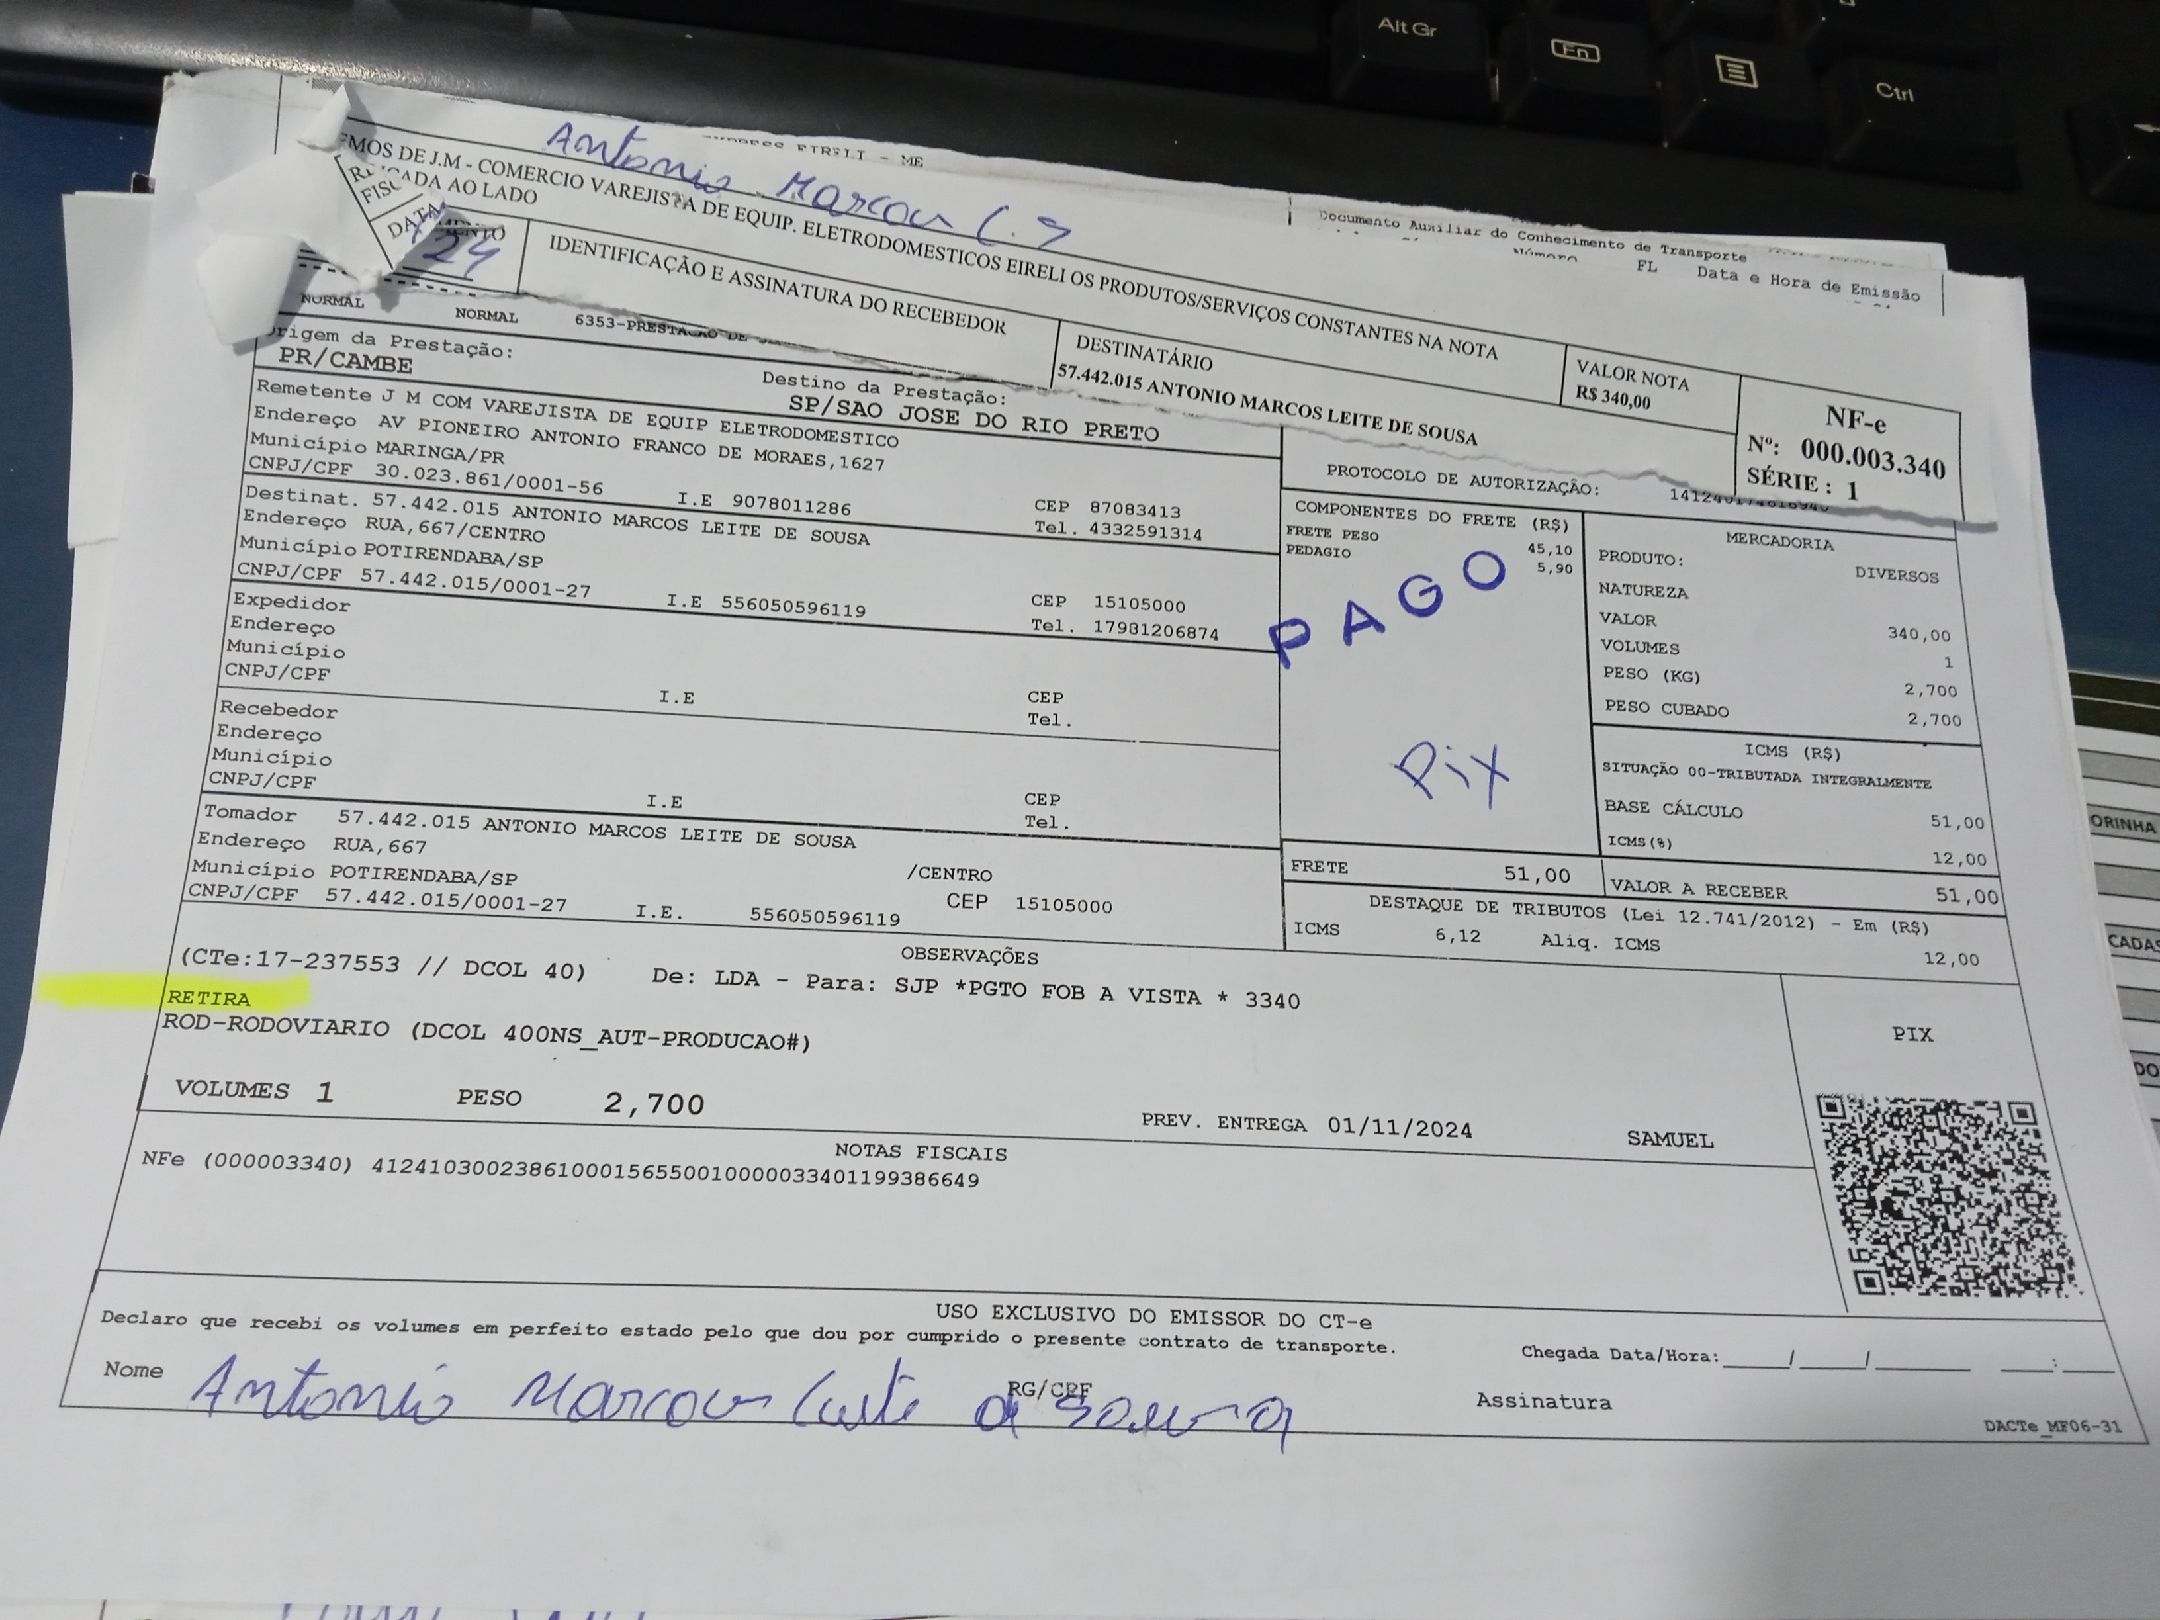 Alt Gr
Fn
Ctrl
Antonio Marcos L. S
EIRELI - ME
Documento Auxiliar do Conhecimento de Transporte
Número FL Data e Hora de Emissão
EMOS DE J.M - COMERCIO VAREJISTA DE EQUIP. ELETRODOMESTICOS EIRELI OS PRODUTOS/SERVIÇOS CONSTANTES NA NOTA
AO LADO
DATA
/24
IDENTIFICAÇÃO E ASSINATURA DO RECEBEDOR
DESTINATÁRIO
57.442.015 ANTONIO MARCOS LEITE DE SOUSA
VALOR NOTA
R$ 340,00
NF-e
Nº: 000.003.340
SÉRIE : 1
NORMAL NORMAL 6353-PRESTACAO DE
Origem da Prestação:
PR/CAMBE
Destino da Prestação:
SP/SAO JOSE DO RIO PRETO
PROTOCOLO DE AUTORIZAÇÃO:
Remetente J M COM VAREJISTA DE EQUIP ELETRODOMESTICO
Endereço AV PIONEIRO ANTONIO FRANCO DE MORAES,1627
Município MARINGA/PR CEP 87083413
CNPJ/CPF 30.023.861/0001-56 I.E 9078011286 Tel. 4332591314
Destinat. 57.442.015 ANTONIO MARCOS LEITE DE SOUSA
Endereço RUA,667/CENTRO
Município POTIRENDABA/SP CEP 15105000
CNPJ/CPF 57.442.015/0001-27 I.E 556050596119 Tel. 17981206874
Expedidor
Endereço
Município CEP
CNPJ/CPF I.E Tel.
Recebedor
Endereço
Município CEP
CNPJ/CPF I.E Tel.
Tomador 57.442.015 ANTONIO MARCOS LEITE DE SOUSA
Endereço RUA,667 /CENTRO
Município POTIRENDABA/SP CEP 15105000
CNPJ/CPF 57.442.015/0001-27 I.E. 556050596119
COMPONENTES DO FRETE (R$)
FRETE PESO 45,10
PEDAGIO 5,90
PAGO
Pix
MERCADORIA
PRODUTO: DIVERSOS
NATUREZA
VALOR 340,00
VOLUMES 1
PESO (KG) 2,700
PESO CUBADO 2,700
ICMS (R$)
SITUAÇÃO 00-TRIBUTADA INTEGRALMENTE
BASE CÁLCULO 51,00
ICMS(%) 12,00
FRETE 51,00 VALOR A RECEBER 51,00
DESTAQUE DE TRIBUTOS (Lei 12.741/2012) - Em (R$)
ICMS 6,12 Aliq. ICMS 12,00
OBSERVAÇÕES
(CTe:17-237553 // DCOL 40) De: LDA - Para: SJP *PGTO FOB A VISTA * 3340
RETIRA
ROD-RODOVIARIO (DCOL 400NS_AUT-PRODUCAO#)
PIX
VOLUMES 1 PESO 2,700 PREV. ENTREGA 01/11/2024 SAMUEL
NOTAS FISCAIS
NFe (000003340) 41241030023861000156550010000033401199386649
USO EXCLUSIVO DO EMISSOR DO CT-e
Declaro que recebi os volumes em perfeito estado pelo que dou por cumprido o presente contrato de transporte.
Chegada Data/Hora: / / :
Nome Antonio Marcos Leite de Sousa RG/CPF Assinatura
DACTe_MF06-31
ORINHA
CADAS